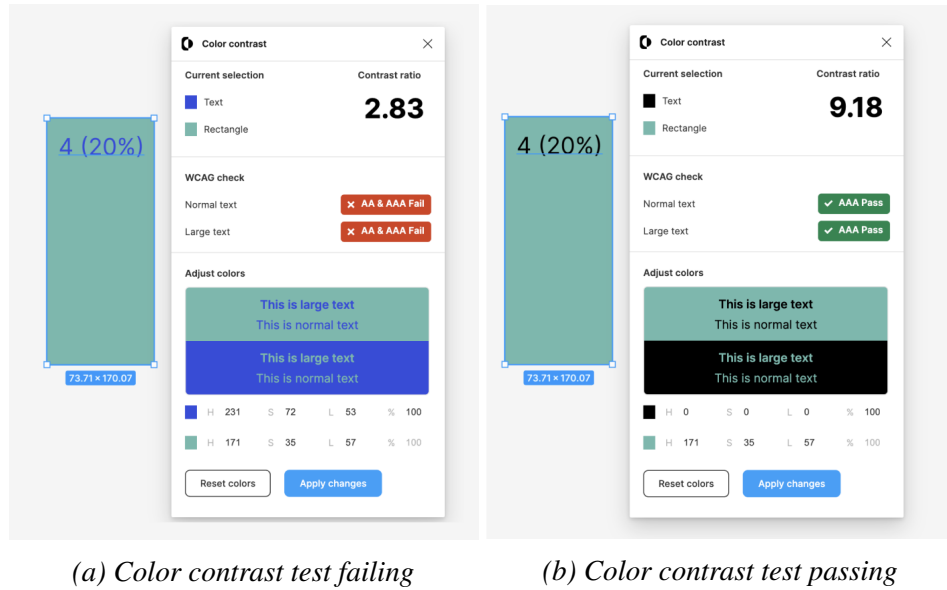 Color contrast
Current selection Contrast ratio
Text
2.83
Rectangle
4 (20%)
WCAG check
Normal text AA & AAA Fail
Large text AA & AAA Fail
Adjust colors
This is large text
This is normal text
This is large text
This is normal text
73.71 × 170.07
H 231 S 72 L 53 % 100
H 171 S 35 L 57 % 100
Reset colors Apply changes
(a) Color contrast test failing
Color contrast
Current selection Contrast ratio
Text
9.18
Rectangle
4 (20%)
WCAG check
Normal text AAA Pass
Large text AAA Pass
Adjust colors
This is large text
This is normal text
This is large text
This is normal text
73.71 × 170.07
H 0 S 0 L 0 % 100
H 171 S 35 L 57 % 100
Reset colors Apply changes
(b) Color contrast test passing